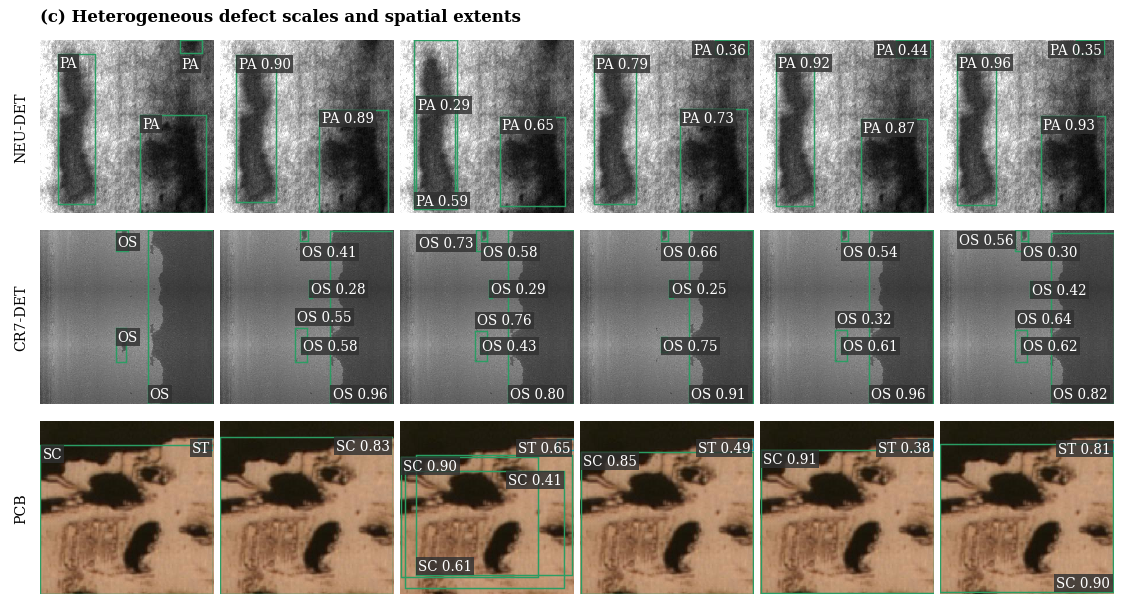 (c) Heterogeneous defect scales and spatial extents
NEU-DET
PA
PA
PA
PA 0.90
PA 0.89
PA 0.29
PA 0.65
PA 0.59
PA 0.36
PA 0.79
PA 0.73
PA 0.44
PA 0.92
PA 0.87
PA 0.35
PA 0.96
PA 0.93
CR7-DET
OS
OS
OS
OS 0.41
OS 0.28
OS 0.55
OS 0.58
OS 0.96
OS 0.73
OS 0.58
OS 0.29
OS 0.76
OS 0.43
OS 0.80
OS 0.66
OS 0.25
OS 0.75
OS 0.91
OS 0.54
OS 0.32
OS 0.61
OS 0.96
OS 0.56
OS 0.30
OS 0.42
OS 0.64
OS 0.62
OS 0.82
PCB
SC
ST
SC 0.83
ST 0.65
SC 0.90
SC 0.41
SC 0.61
ST 0.49
SC 0.85
ST 0.38
SC 0.91
ST 0.81
SC 0.90